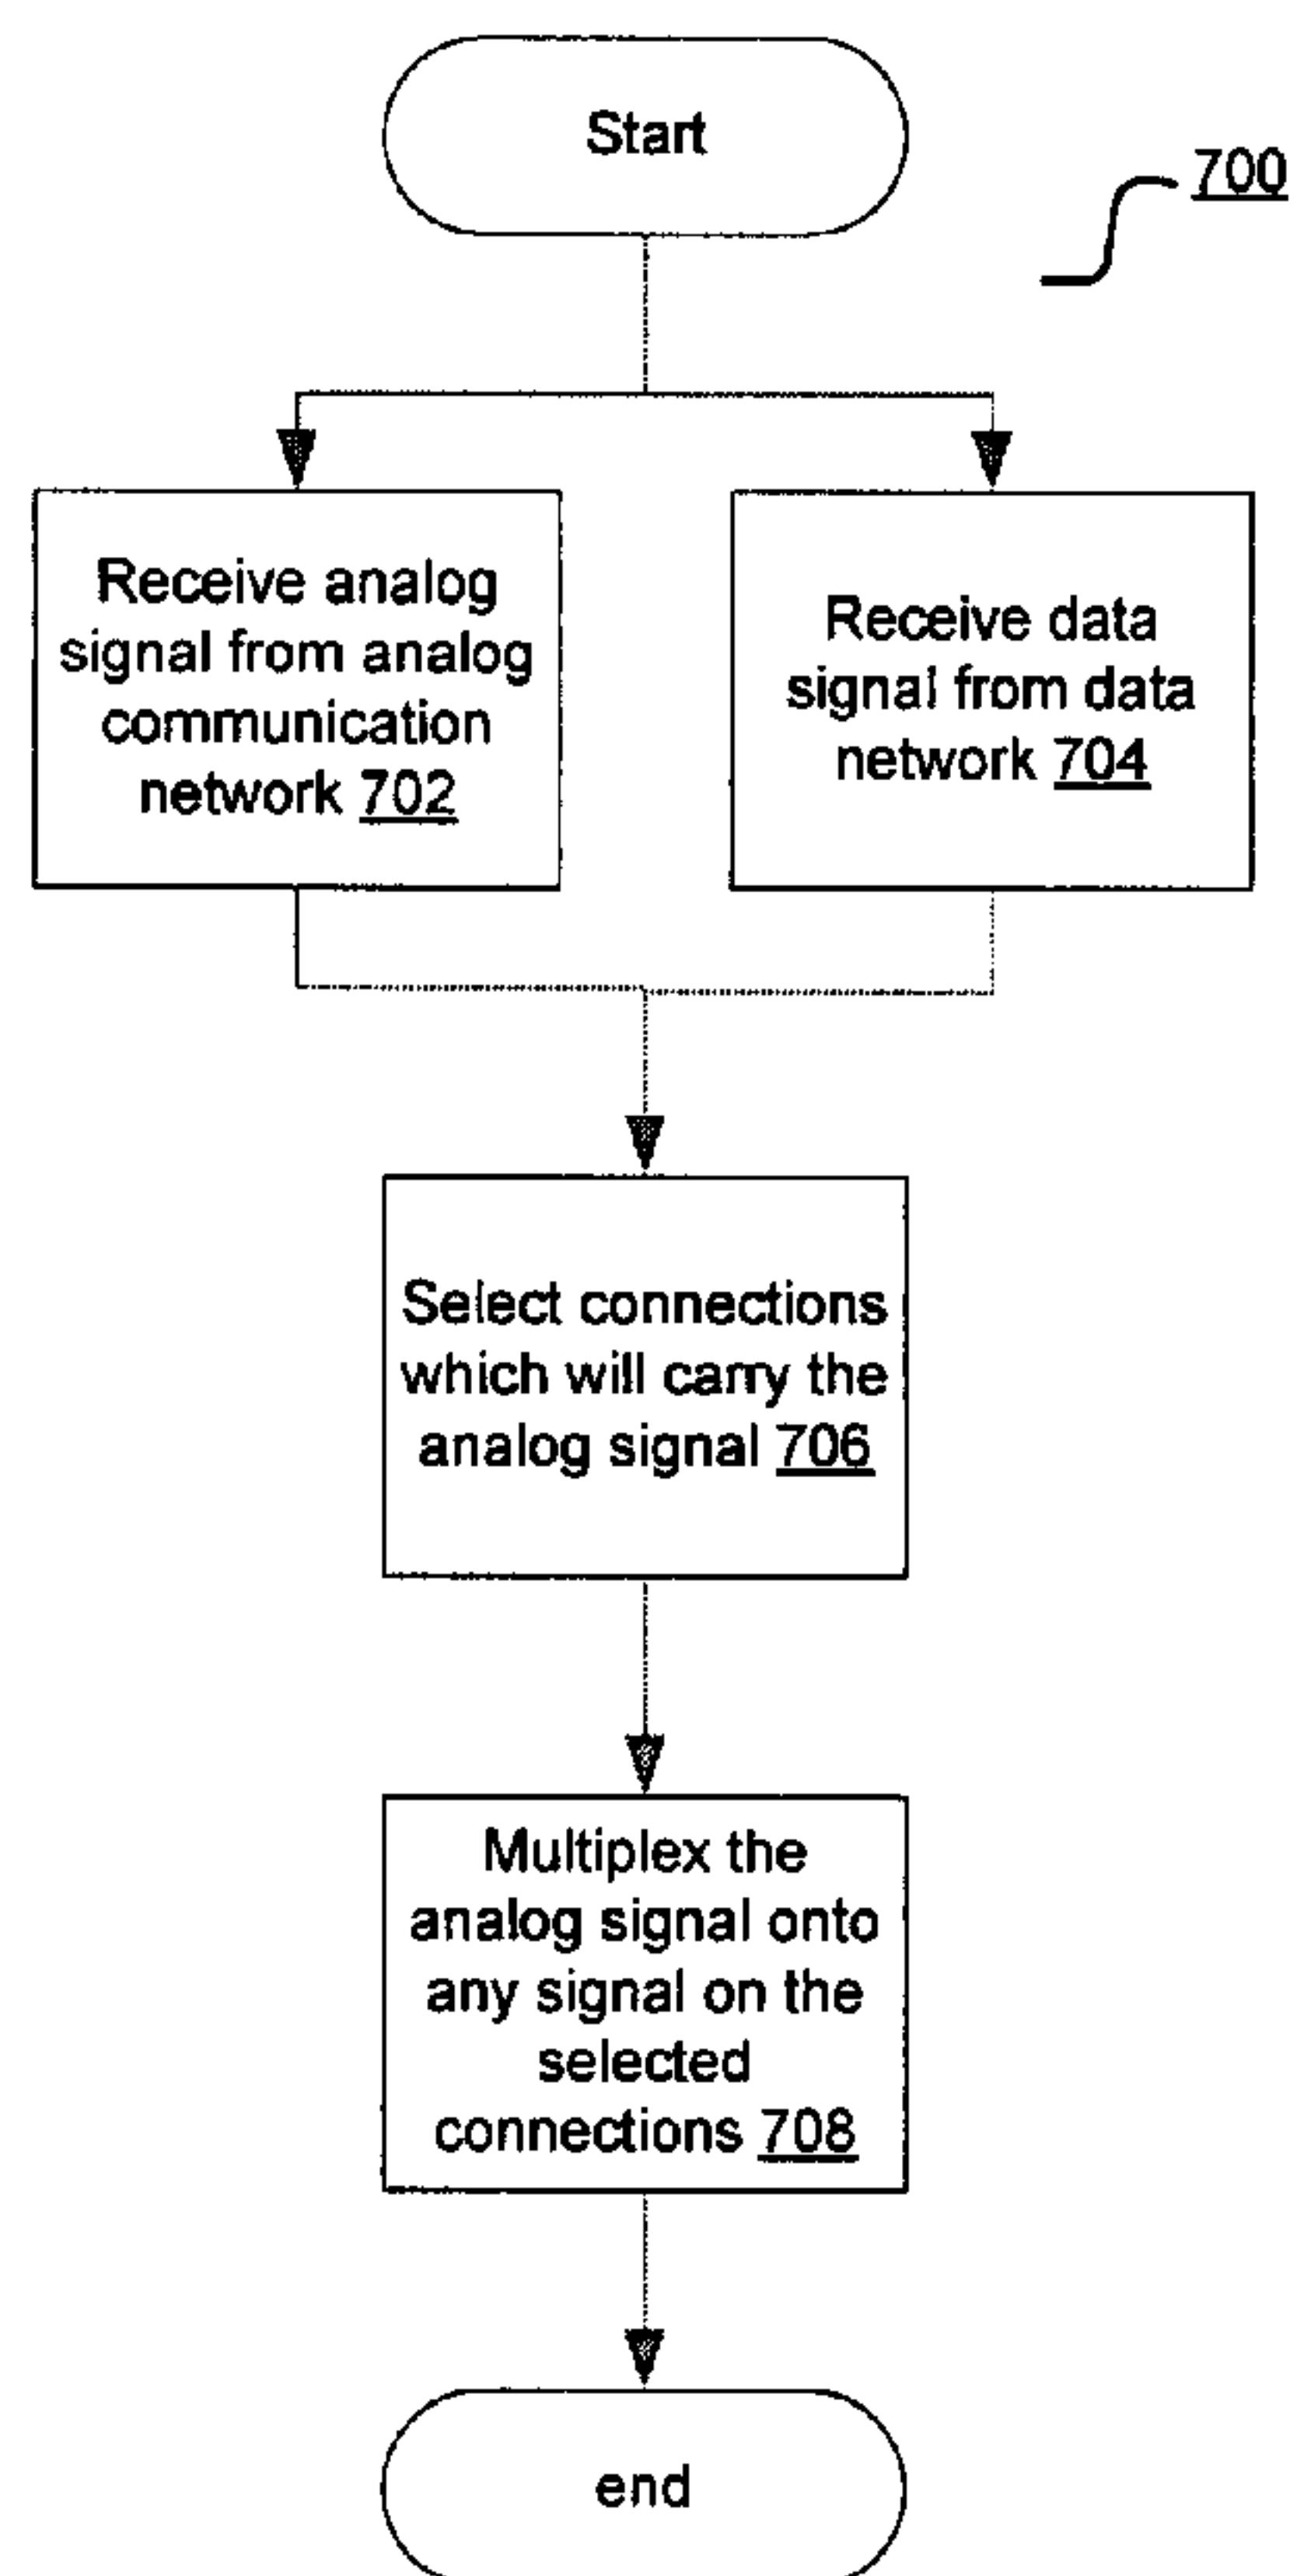 Start
700
Receive analog
signal from analog
communication
network 702
Receive data
signal from data
network 704
Select connections
which will carry the
analog signal 706
Multiplex the
analog signal onto
any signal on the
selected
connections 708
end